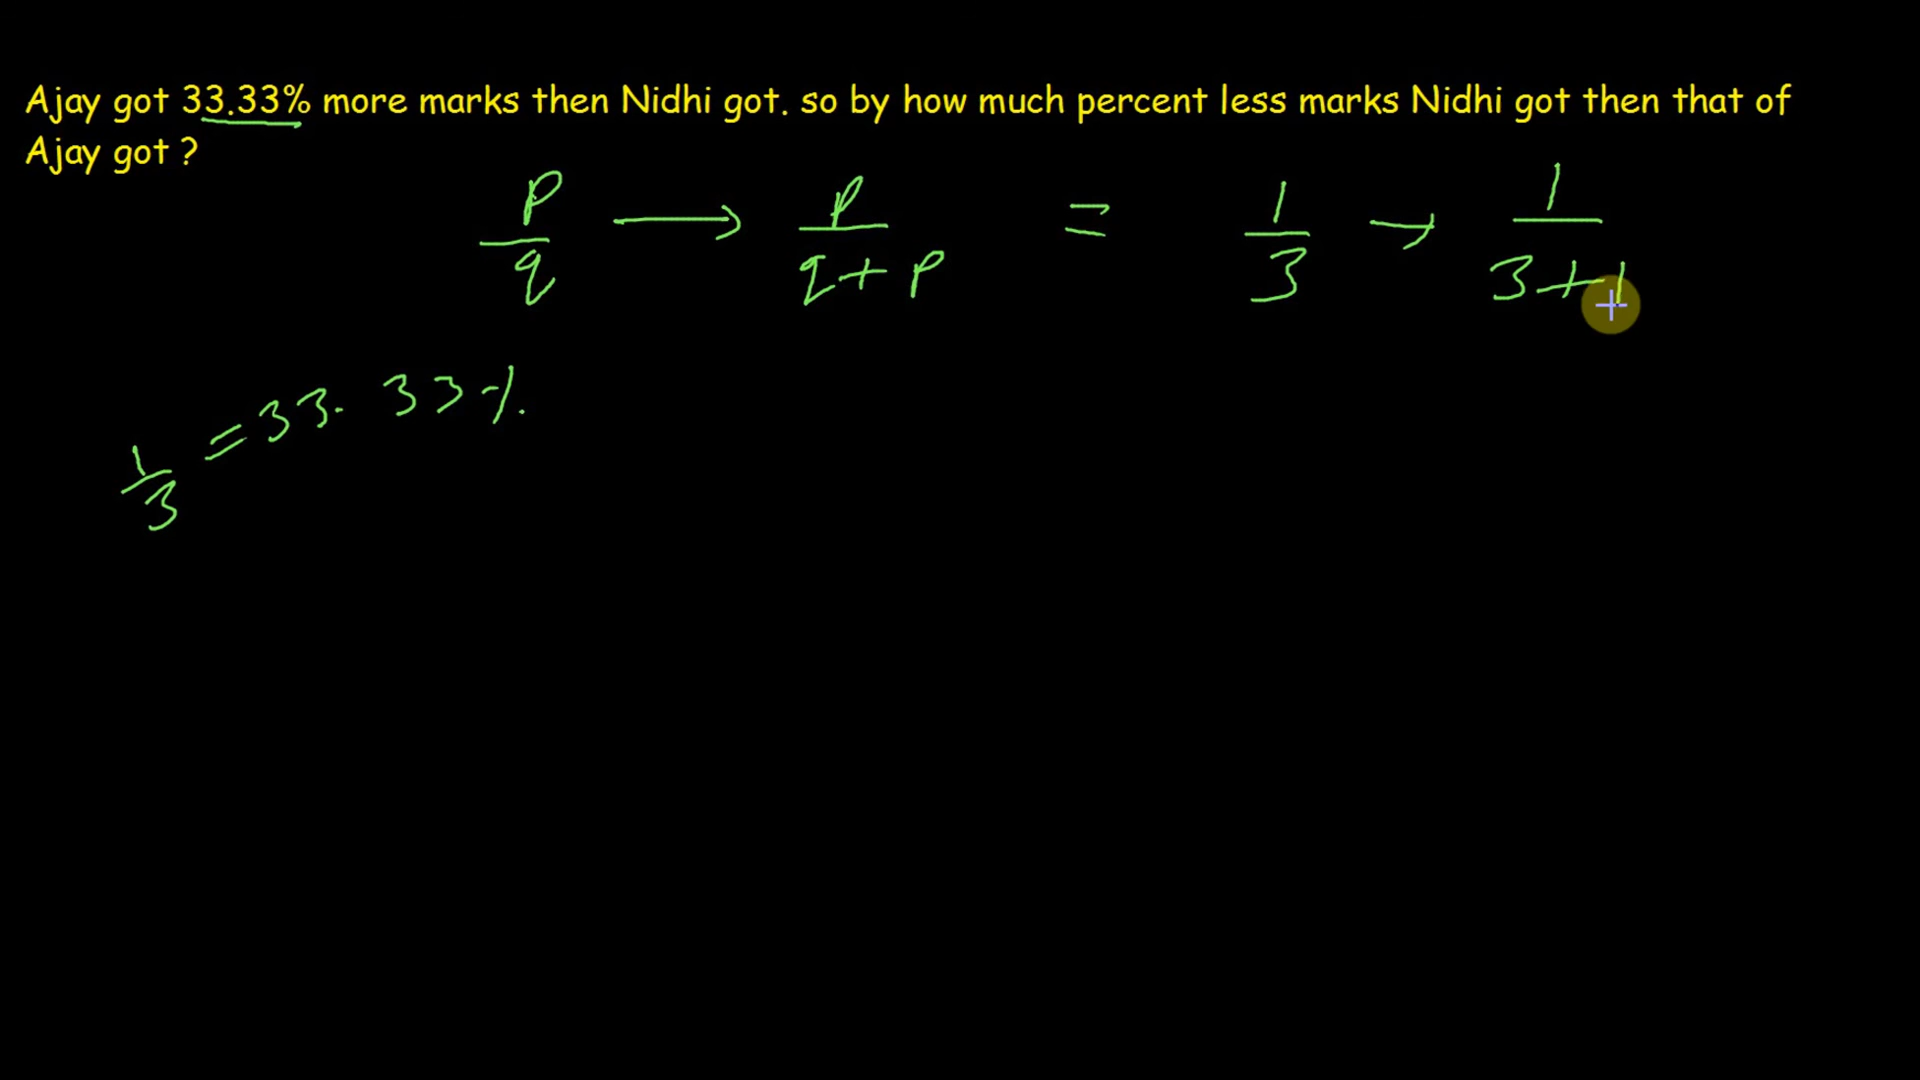 Ajay got 33.33% more marks then Nidhi got. so by how much percent less marks Nidhi got then that of
Ajay got ?
p/q → p/q+p = 1/3 → 1/3+1
1/3 = 33.33%